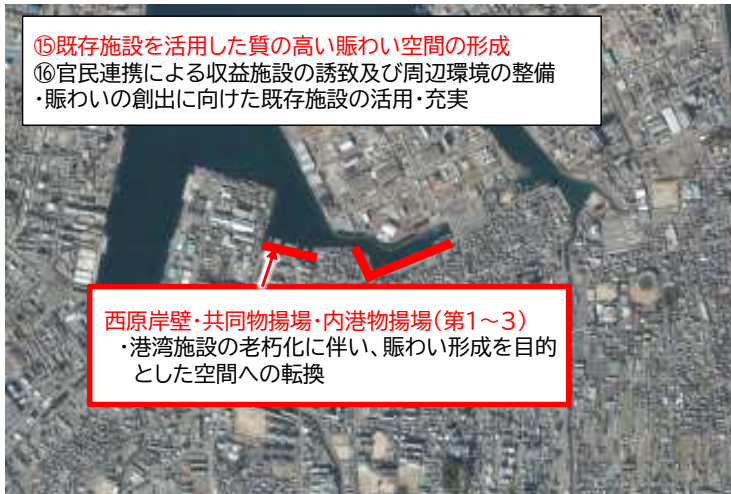 ⑮既存施設を活用した質の高い賑わい空間の形成
⑯官民連携による収益施設の誘致及び周辺環境の整備
・賑わいの創出に向けた既存施設の活用・充実
西原岸壁・共同物揚場・内港物揚場(第1~3)
・港湾施設の老朽化に伴い、賑わい形成を目的
とした空間への転換